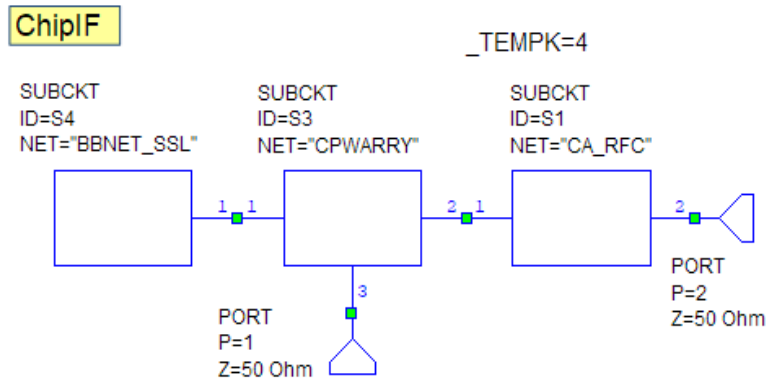 ChipIF
_TEMPK=4
SUBCKT
ID=S4
NET="BBNET_SSL"
SUBCKT
ID=S3
NET="CPWARRY"
SUBCKT
ID=S1
NET="CA_RFC"
1 1
2 1
2
3
PORT
P=1
Z=50 Ohm
PORT
P=2
Z=50 Ohm